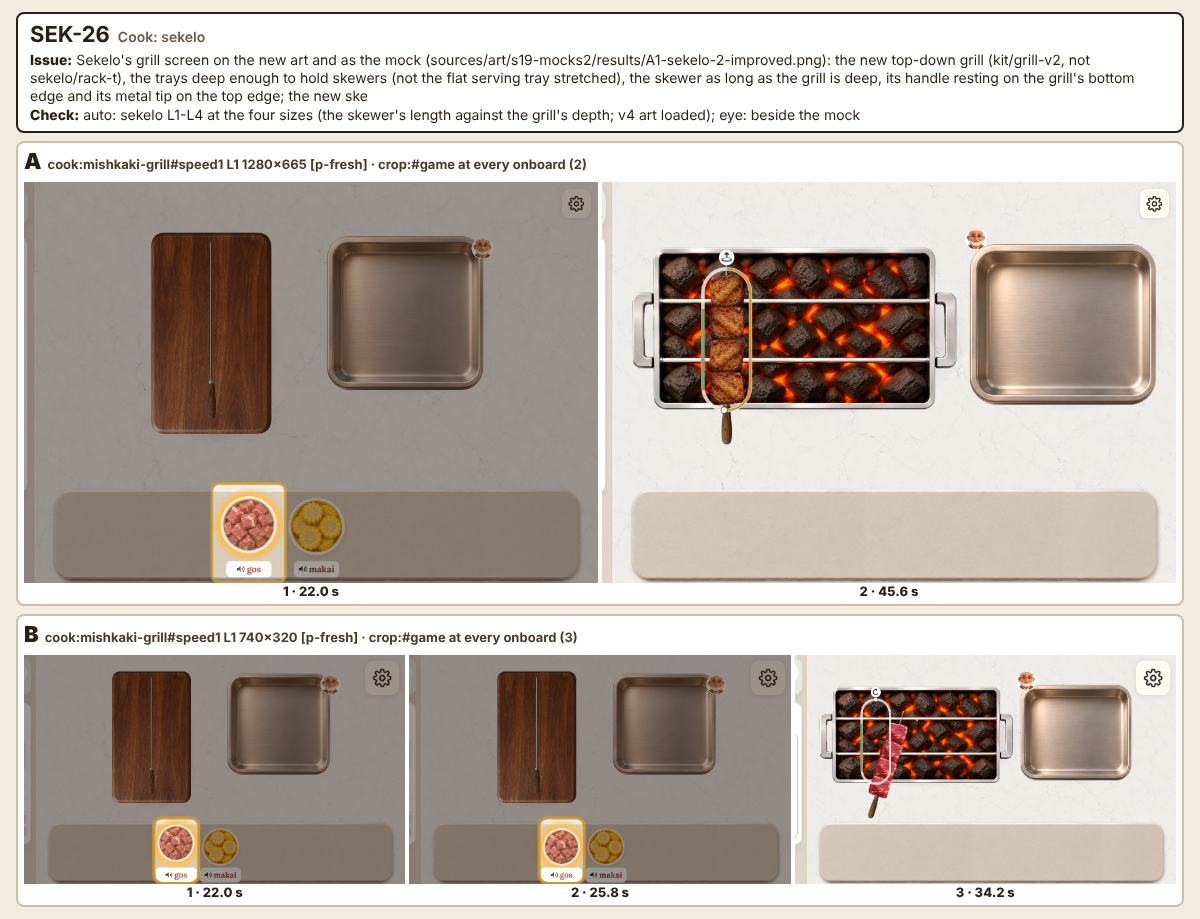 SEK-26 Cook: sekelo
Issue: Sekelo's grill screen on the new art and as the mock (sources/art/s19-mocks2/results/A1-sekelo-2-improved.png): the new top-down grill (kit/grill-v2, not
sekelo/rack-t), the trays deep enough to hold skewers (not the flat serving tray stretched), the skewer as long as the grill is deep, its handle resting on the grill's bottom
edge and its metal tip on the top edge; the new ske
Check: auto: sekelo L1-L4 at the four sizes (the skewer's length against the grill's depth; v4 art loaded); eye: beside the mock
A cook:mishkaki-grill#speed1 L1 1280×665 [p-fresh] · crop:#game at every onboard (2)
gos
makai
1 · 22.0 s
2 · 45.6 s
B cook:mishkaki-grill#speed1 L1 740×320 [p-fresh] · crop:#game at every onboard (3)
gos
makai
gos
makai
1 · 22.0 s
2 · 25.8 s
3 · 34.2 s